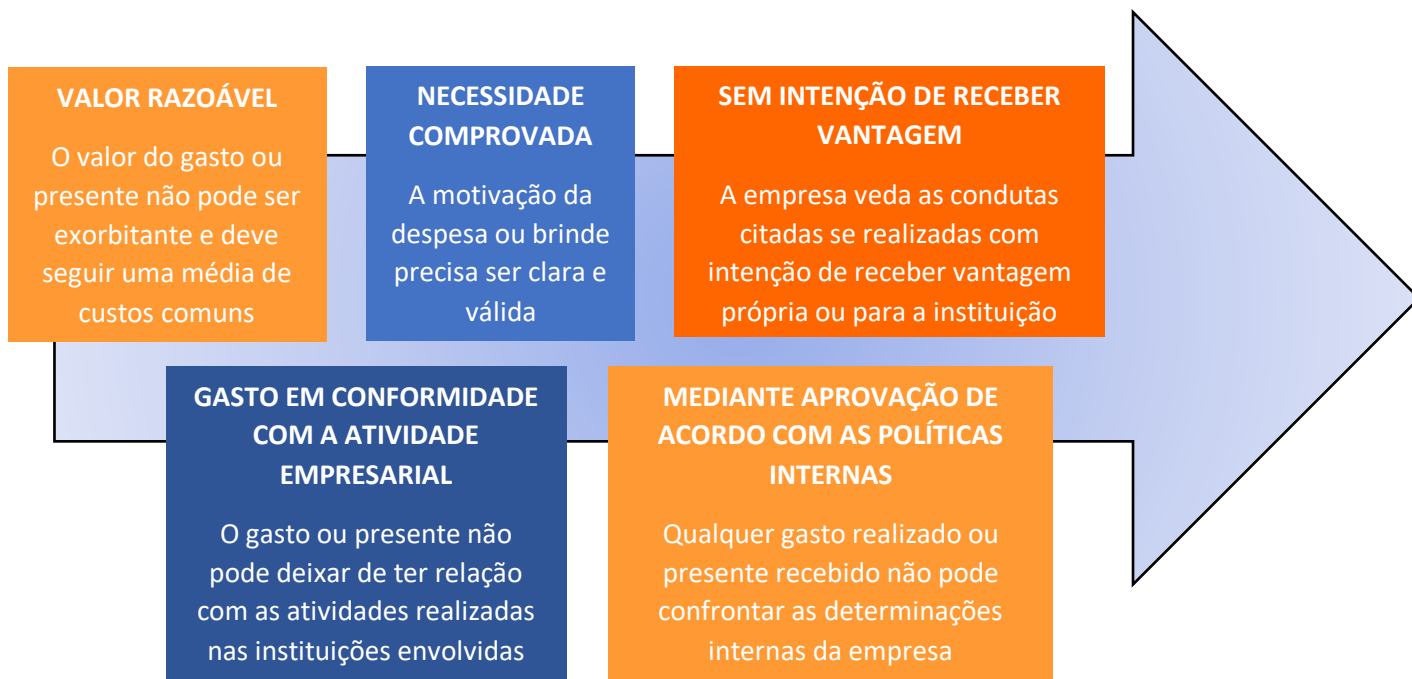 VALOR RAZOÁVEL
O valor do gasto ou
presente não pode ser
exorbitante e deve
seguir uma média de
custos comuns
NECESSIDADE
COMPROVADA
A motivação da
despesa ou brinde
precisa ser clara e
válida
SEM INTENÇÃO DE RECEBER
VANTAGEM
A empresa veda as condutas
citadas se realizadas com
intenção de receber vantagem
própria ou para a instituição
GASTO EM CONFORMIDADE
COM A ATIVIDADE
EMPRESARIAL
O gasto ou presente não
pode deixar de ter relação
com as atividades realizadas
nas instituições envolvidas
MEDIANTE APROVAÇÃO DE
ACORDO COM AS POLÍTICAS
INTERNAS
Qualquer gasto realizado ou
presente recebido não pode
confrontar as determinações
internas da empresa